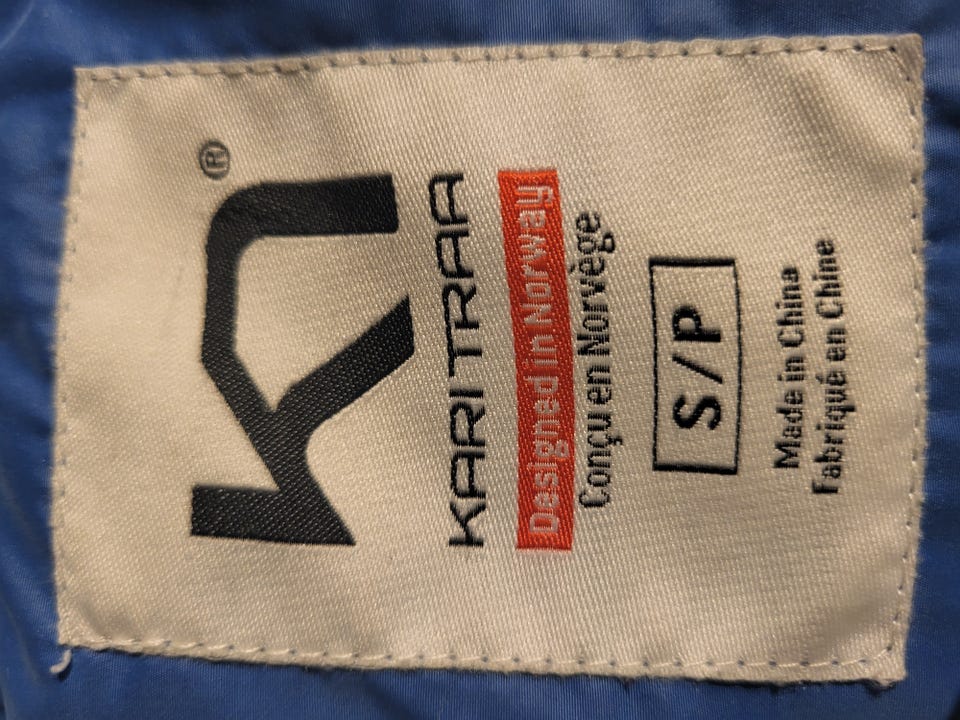 ®
KARI TRAA
Designed in Norway
Conçu en Norvège
S/P
Made in China
Fabriqué en Chine